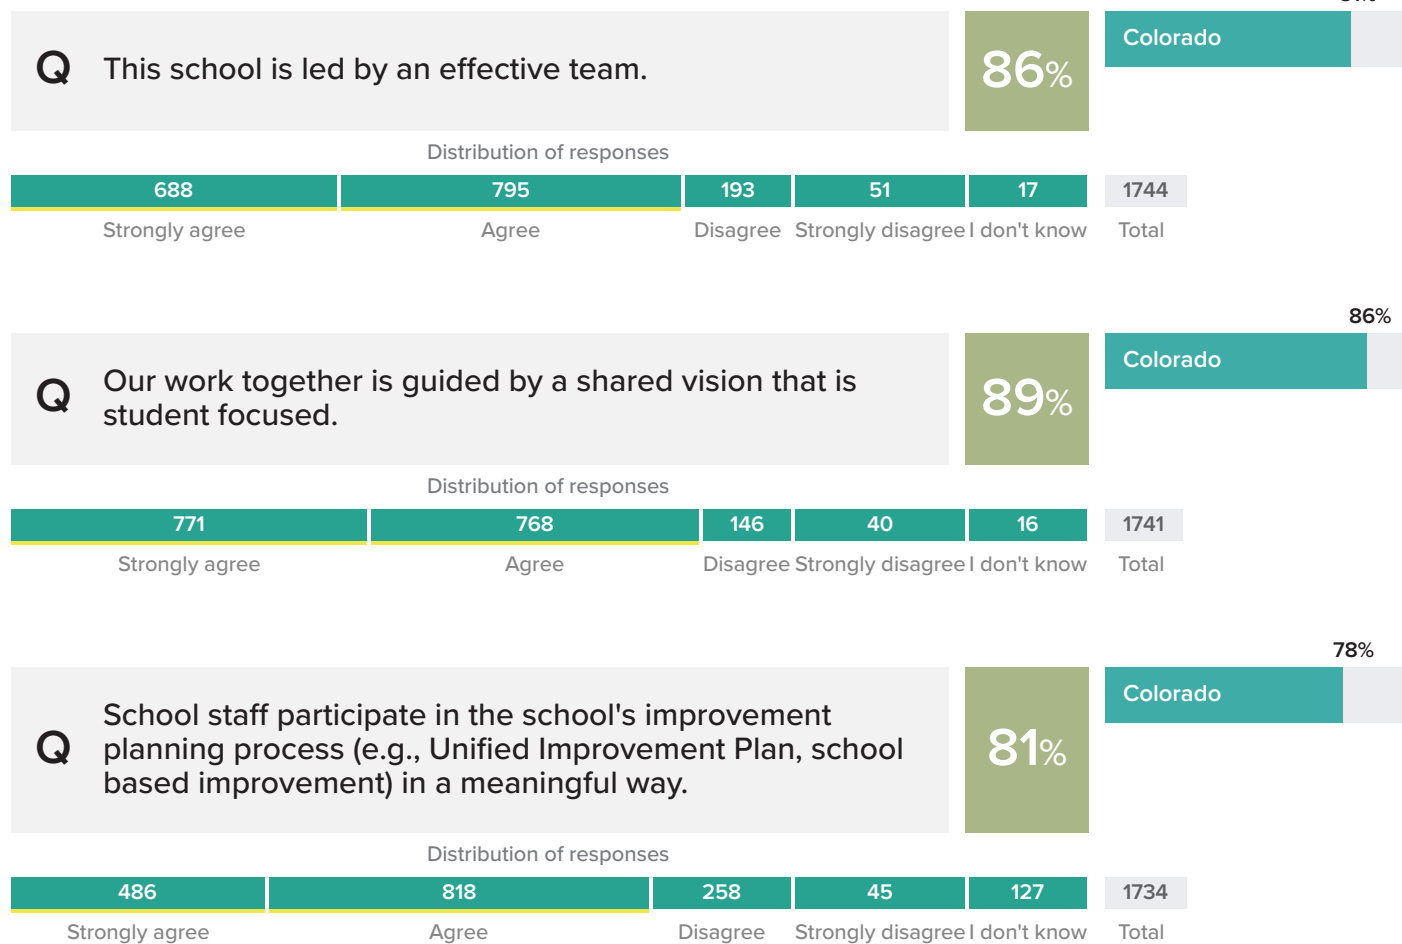 Q This school is led by an effective team. 86% Colorado
Distribution of responses
688 795 193 51 17 1744
Strongly agree Agree Disagree Strongly disagree I don't know Total
86%
Q Our work together is guided by a shared vision that is
student focused.
89% Colorado
Distribution of responses
771 768 146 40 16 1741
Strongly agree Agree Disagree Strongly disagree I don't know Total
78%
Q School staff participate in the school's improvement
planning process (e.g., Unified Improvement Plan, school
based improvement) in a meaningful way.
81% Colorado
Distribution of responses
486 818 258 45 127 1734
Strongly agree Agree Disagree Strongly disagree I don't know Total